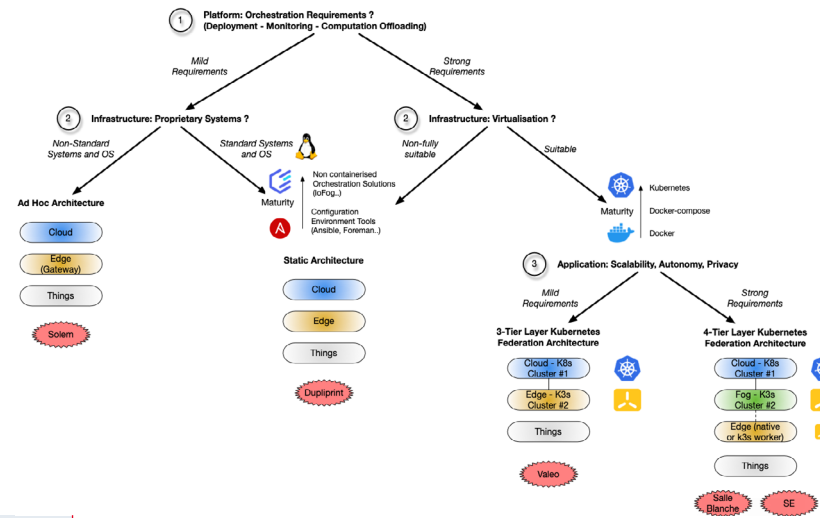 1
Platform: Orchestration Requirements ?
(Deployment - Monitoring - Computation Offloading)
Mild
Requirements
Strong
Requirements
2
Infrastructure: Proprietary Systems ?
2
Infrastructure: Virtualisation ?
Non-Standard
Systems and OS
Standard Systems
and OS
Non-fully
suitable
Suitable
Non containerised
Orchestration Solutions
(IoFog..)
Maturity
Configuration
Environment Tools
(Ansible, Foreman..)
Kubernetes
Maturity
Docker-compose
Docker
Ad Hoc Architecture
Cloud
Edge
(Gateway)
Things
Solem
Static Architecture
Cloud
Edge
Things
Dupliprint
3
Application: Scalability, Autonomy, Privacy
Mild
Requirements
Strong
Requirements
3-Tier Layer Kubernetes
Federation Architecture
Cloud - K8s
Cluster #1
Edge - K3s
Cluster #2
Things
Valeo
4-Tier Layer Kubernetes
Federation Architecture
Cloud - K8s
Cluster #1
Fog - K3s
Cluster #2
Edge (native
or k3s worker)
Things
Salle
Blanche
SE